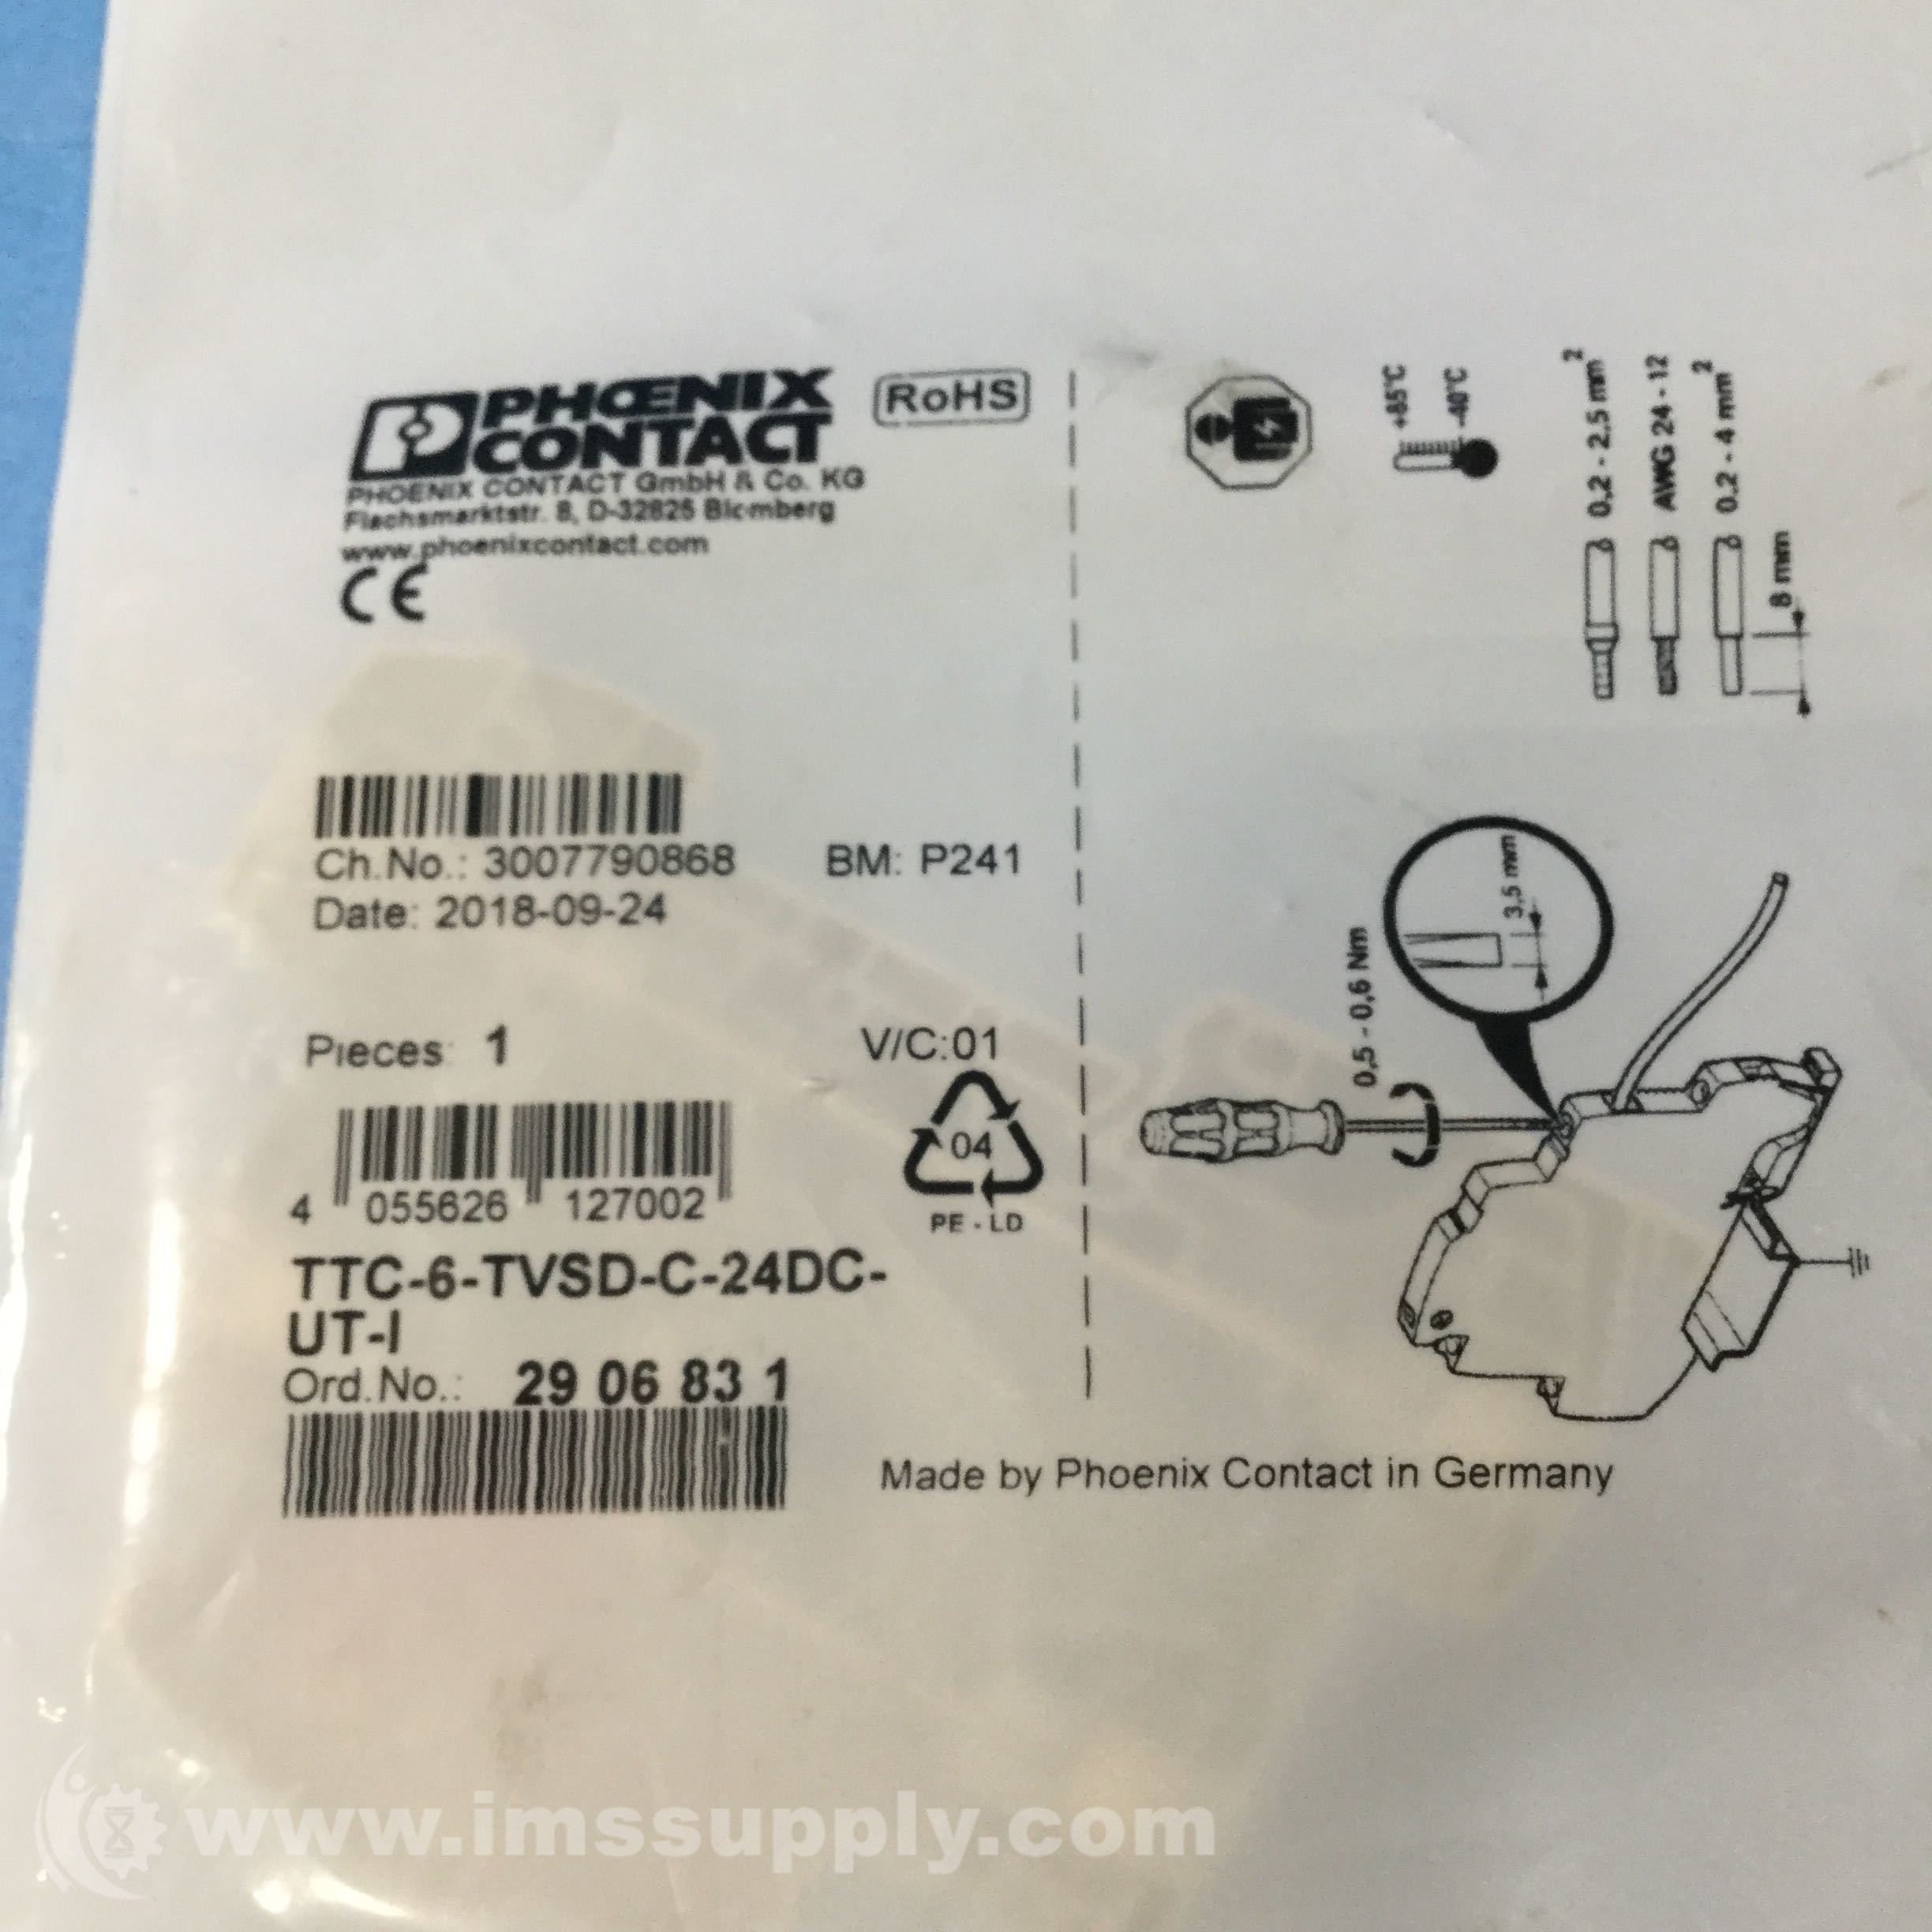 PHŒNIX
CONTACT
RoHS
PHOENIX CONTACT GmbH & Co. KG
Flachsmarktstr. 8, D-32825 Blomberg
www.phoenixcontact.com
CE
Ch.No.: 3007790868
BM: P241
Date: 2018-09-24
Pieces: 1
V/C:01
04
PE - LD
4 055626 127002
TTC-6-TVSD-C-24DC-
UT-I
Ord.No.: 29 06 83 1
+85°C
-40°C
0,2 - 2,5 mm²
AWG 24 - 12
0,2 - 4 mm²
8 mm
3,5 mm
0,5 - 0,6 Nm
Made by Phoenix Contact in Germany
www.imssupply.com